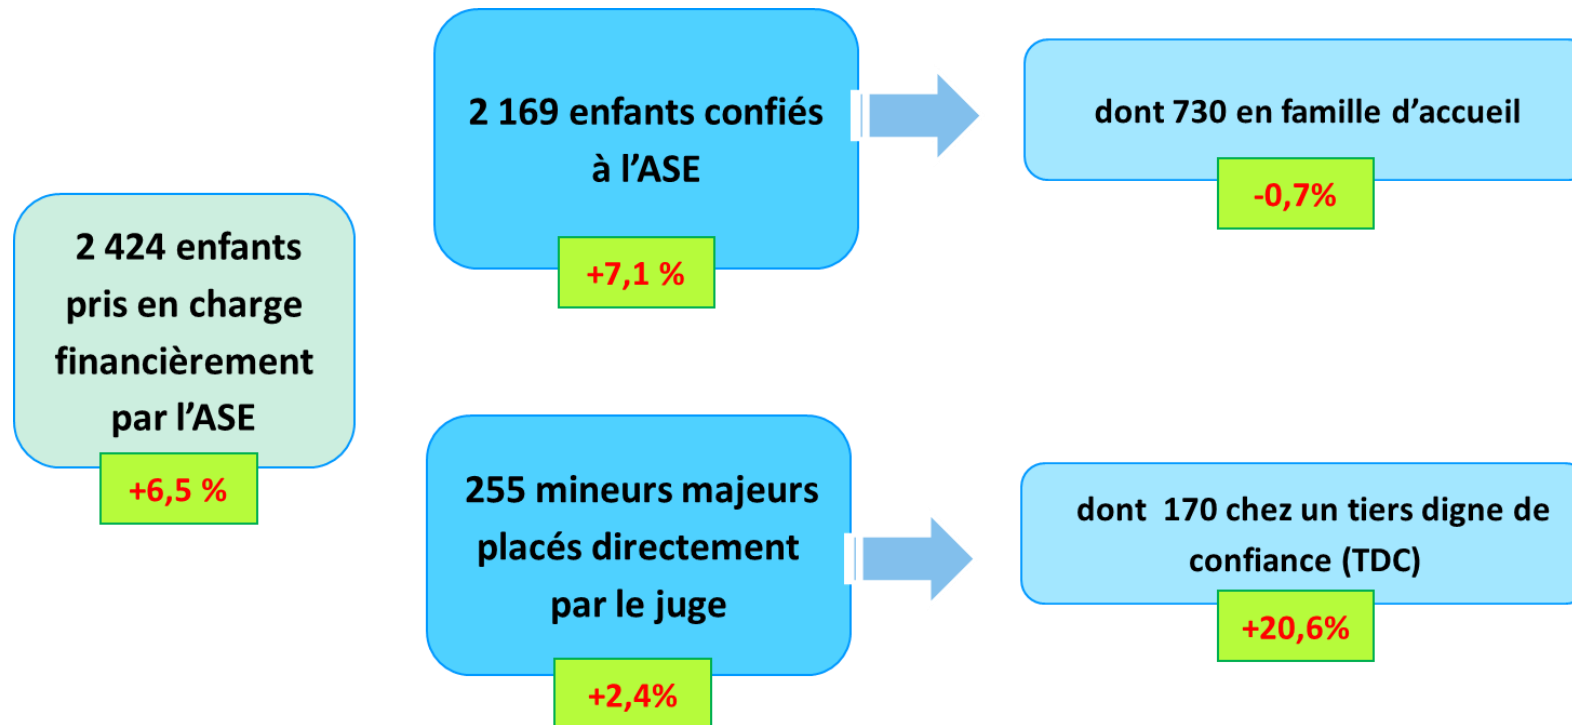 2 424 enfants
pris en charge
financièrement
par l’ASE
+6,5 %
2 169 enfants confiés
à l’ASE
+7,1 %
dont 730 en famille d’accueil
-0,7%
255 mineurs majeurs
placés directement
par le juge
+2,4%
dont  170 chez un tiers digne de
confiance (TDC)
+20,6%